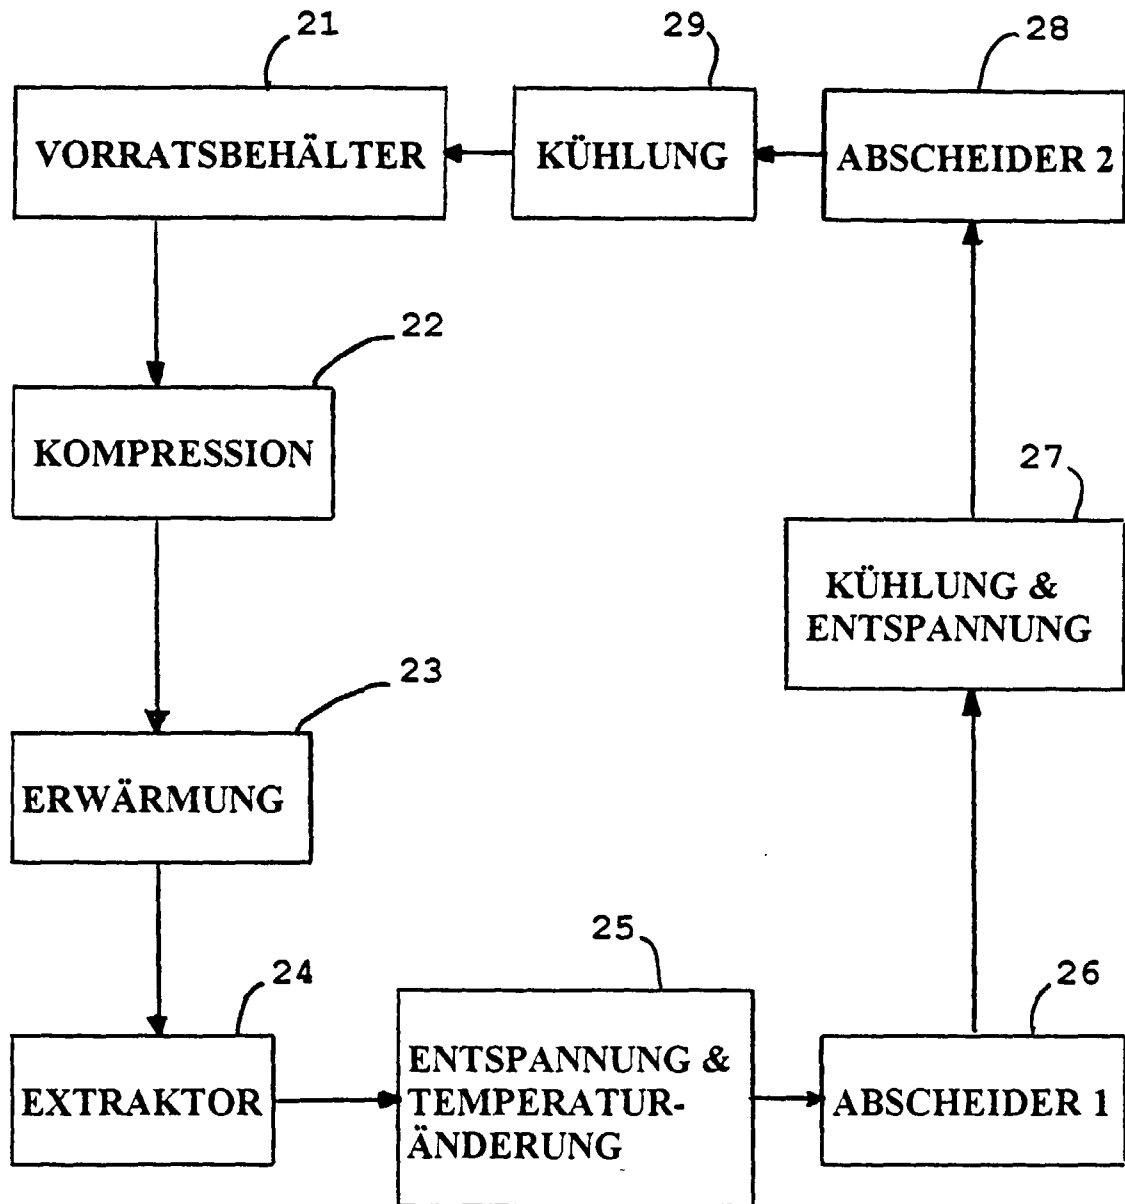 21
29
28
VORRATSBEHÄLTER
KÜHLUNG
ABSCHEIDER 2
22
KOMPRESSION
27
KÜHLUNG &
ENTSPANNUNG
23
ERWÄRMUNG
25
24
26
EXTRAKTOR
ENTSPANNUNG &
TEMPERATUR-
ÄNDERUNG
ABSCHEIDER 1